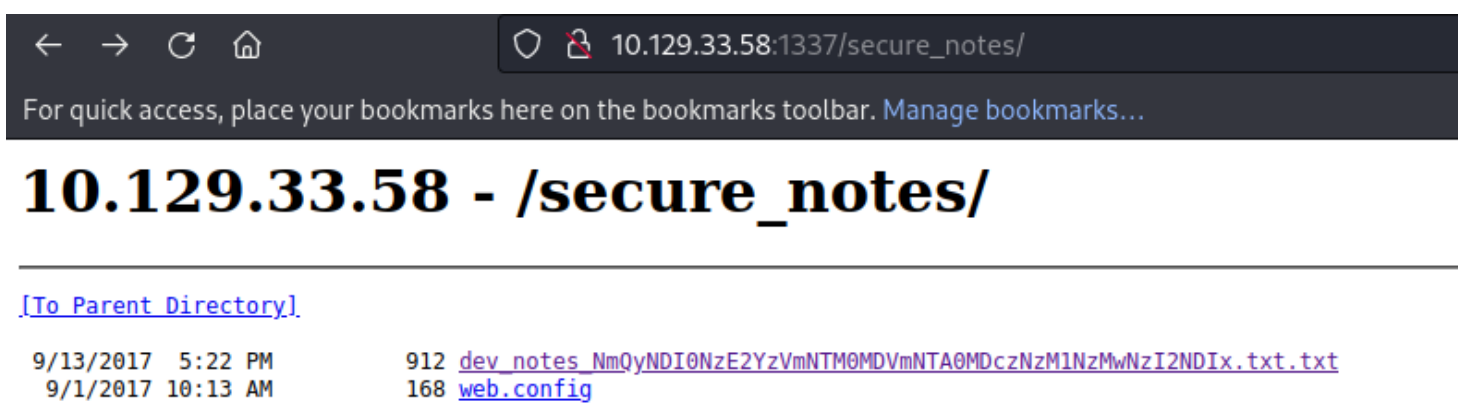 10.129.33.58:1337/secure_notes/
For quick access, place your bookmarks here on the bookmarks toolbar. Manage bookmarks...
10.129.33.58 - /secure_notes/
[To Parent Directory]
9/13/2017 5:22 PM 912 dev_notes_NmQyNDI0NzE2YzVmNTM0MDVmNTA0MDczNzM1NzMwNzI2NDIx.txt.txt
9/1/2017 10:13 AM 168 web.config